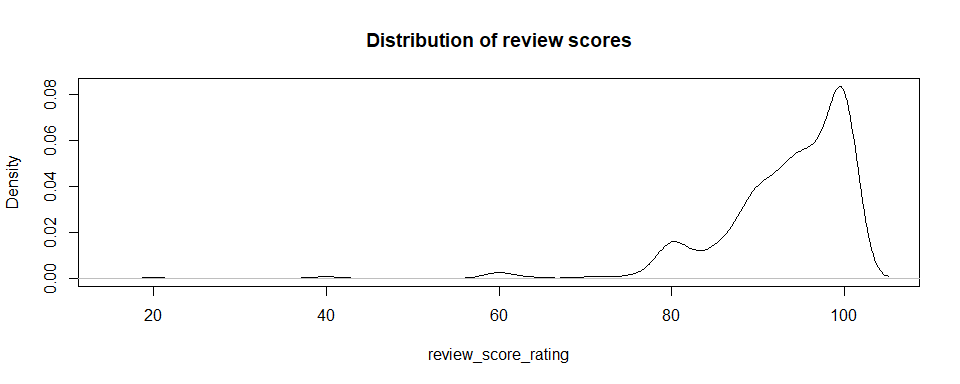 Distribution of review scores
Density
0.00 0.02 0.04 0.06 0.08
20 40 60 80 100
review_score_rating